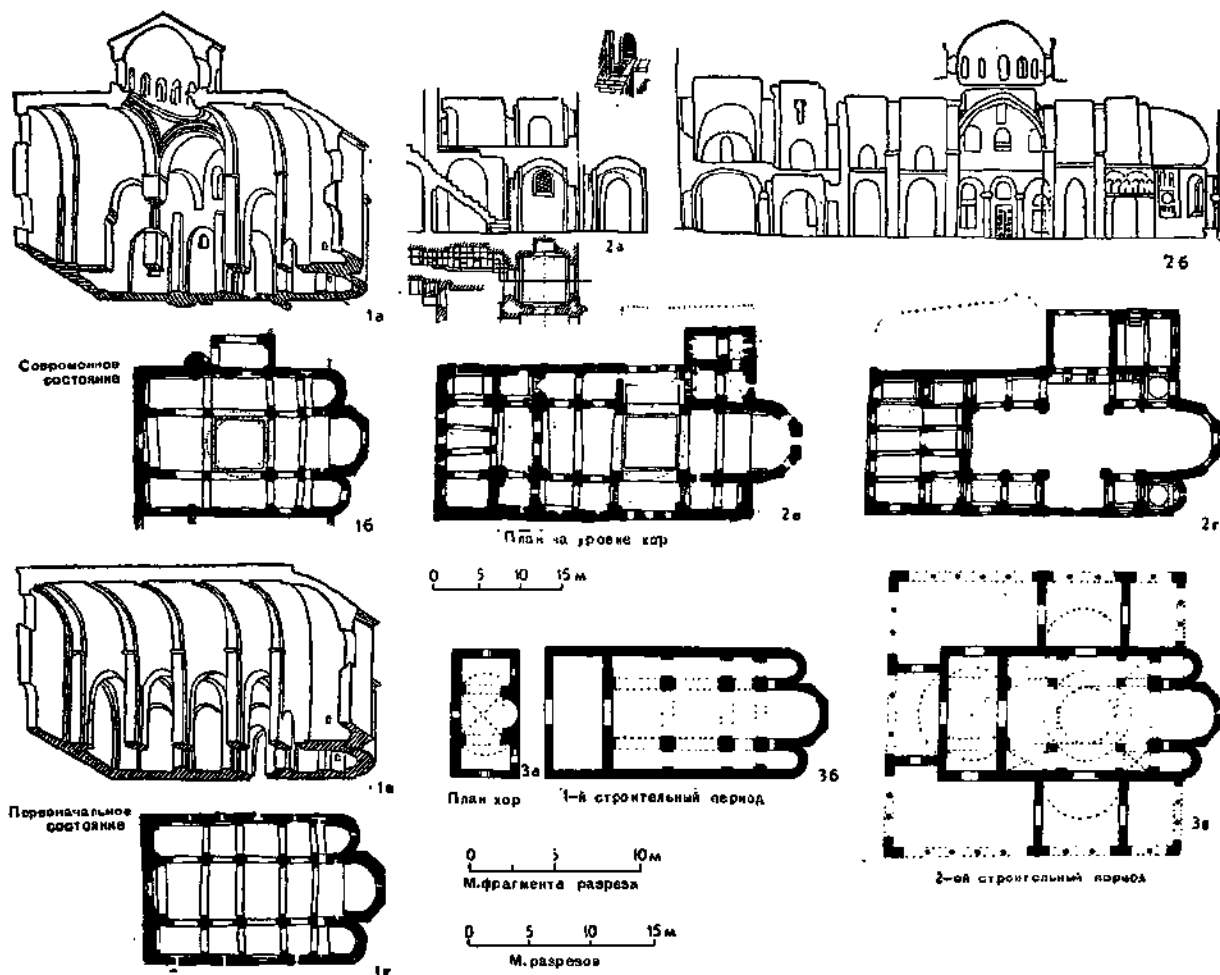 1а
2а
2б
Современное
состояние
1б
2в
План на уровне хор
2г
0 5 10 15 м
1в
3а
План хор
3б
1-й строительный период
3в
2-ой строительный период
Первоначальное
состояние
1г
0 5 10 м
М.фрагмента разреза
0 5 10 15 м
М. разрезов